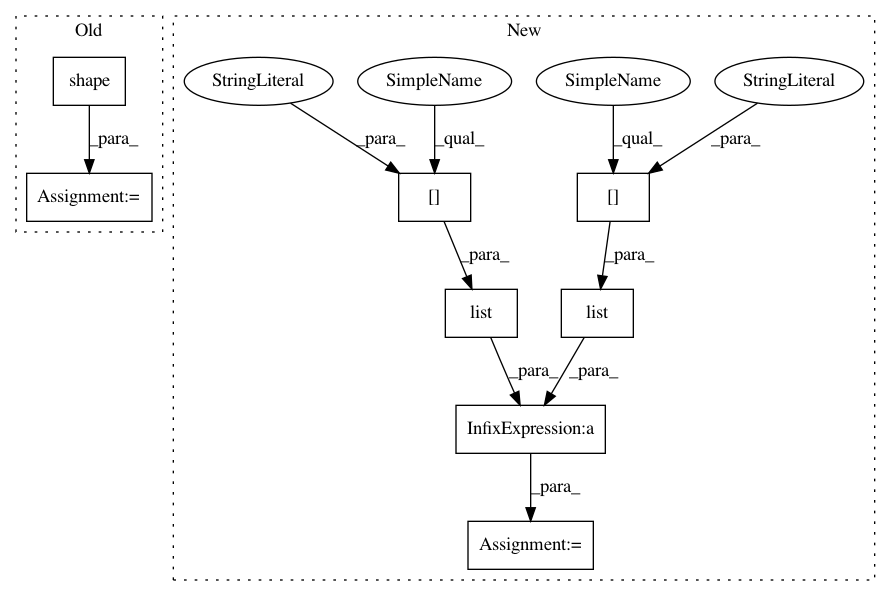 Old
New
shape
StringLiteral
SimpleName
SimpleName
StringLiteral
_para_
_para_
_qual_
_qual_
_para_
Assignment:=
[]
[]
_para_
_para_
list
list
_para_
_para_
InfixExpression:a
_para_
Assignment:=